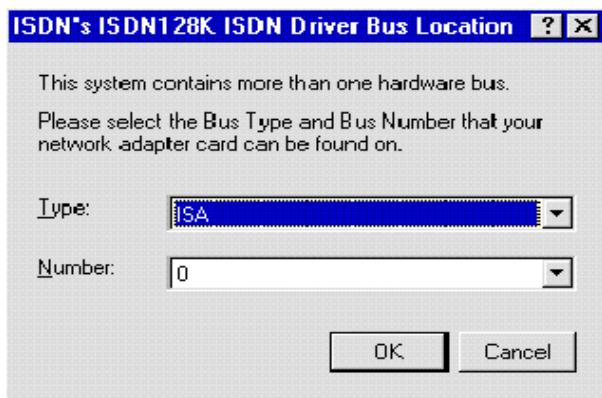 ISDN's ISDN128K ISDN Driver Bus Location
This system contains more than one hardware bus.
Please select the Bus Type and Bus Number that your
network adapter card can be found on.
Type:
ISA
Number:
0
OK
Cancel